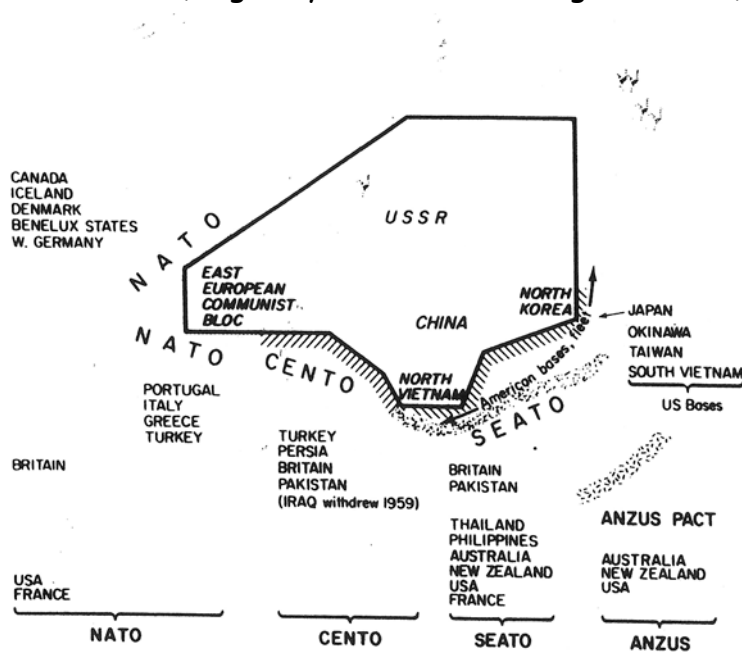 CANADA
ICELAND
DENMARK
BENELUX STATES
W. GERMANY
NATO
USSR
EAST
EUROPEAN
COMMUNIST
BLOC
NORTH
KOREA
CHINA
NORTH
VIETNAM
NATO
CENTO
SEATO
American bases, fleet
JAPAN
OKINAWA
TAIWAN
SOUTH VIETNAM
US Bases
PORTUGAL
ITALY
GREECE
TURKEY
BRITAIN
USA
FRANCE
NATO
TURKEY
PERSIA
BRITAIN
PAKISTAN
(IRAQ withdrew 1959)
CENTO
BRITAIN
PAKISTAN
THAILAND
PHILIPPINES
AUSTRALIA
NEW ZEALAND
USA
FRANCE
SEATO
ANZUS PACT
AUSTRALIA
NEW ZEALAND
USA
ANZUS